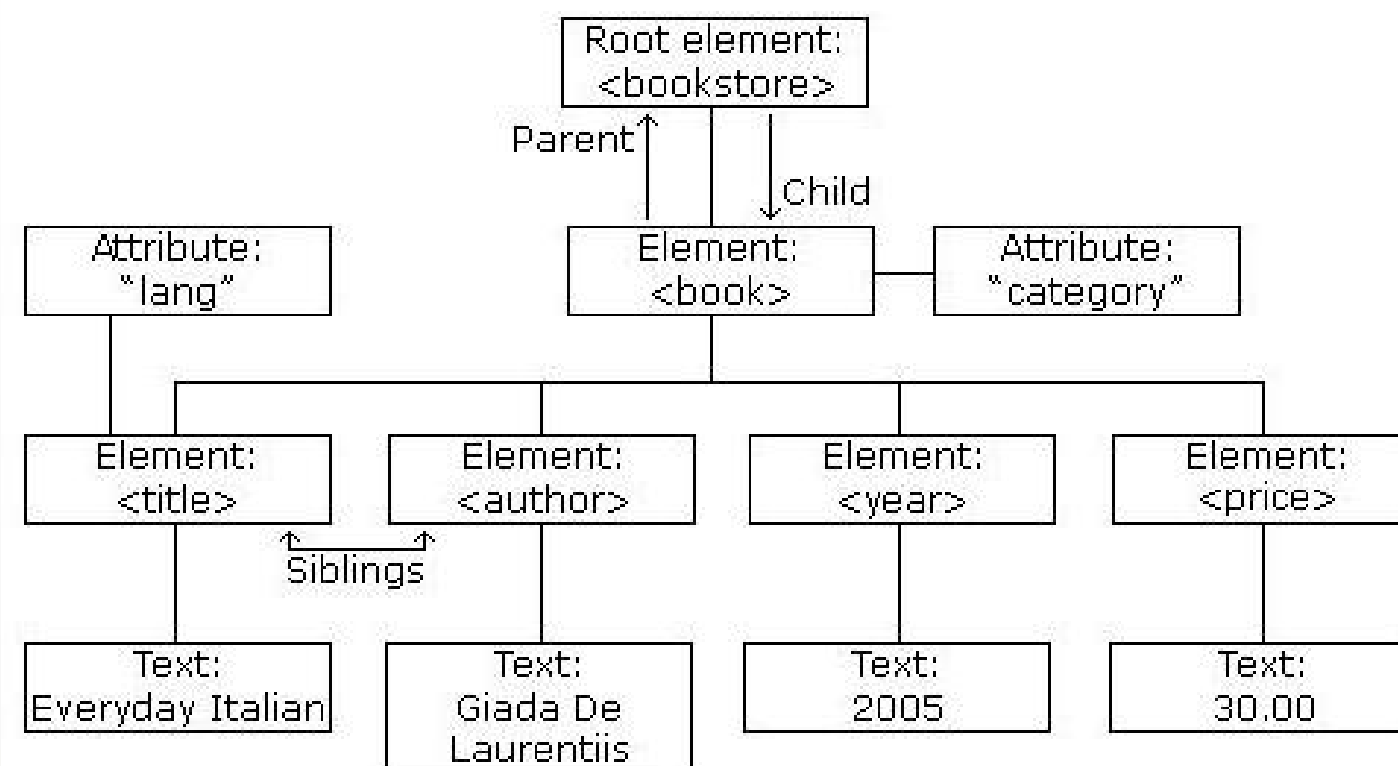 Root element:
<bookstore>
Parent
Child
Attribute:
"lang"
Element:
<book>
Attribute:
"category"
Element:
<title>
Element:
<author>
Element:
<year>
Element:
<price>
Siblings
Text:
Everyday Italian
Text:
Giada De
Laurentiis
Text:
2005
Text:
30.00